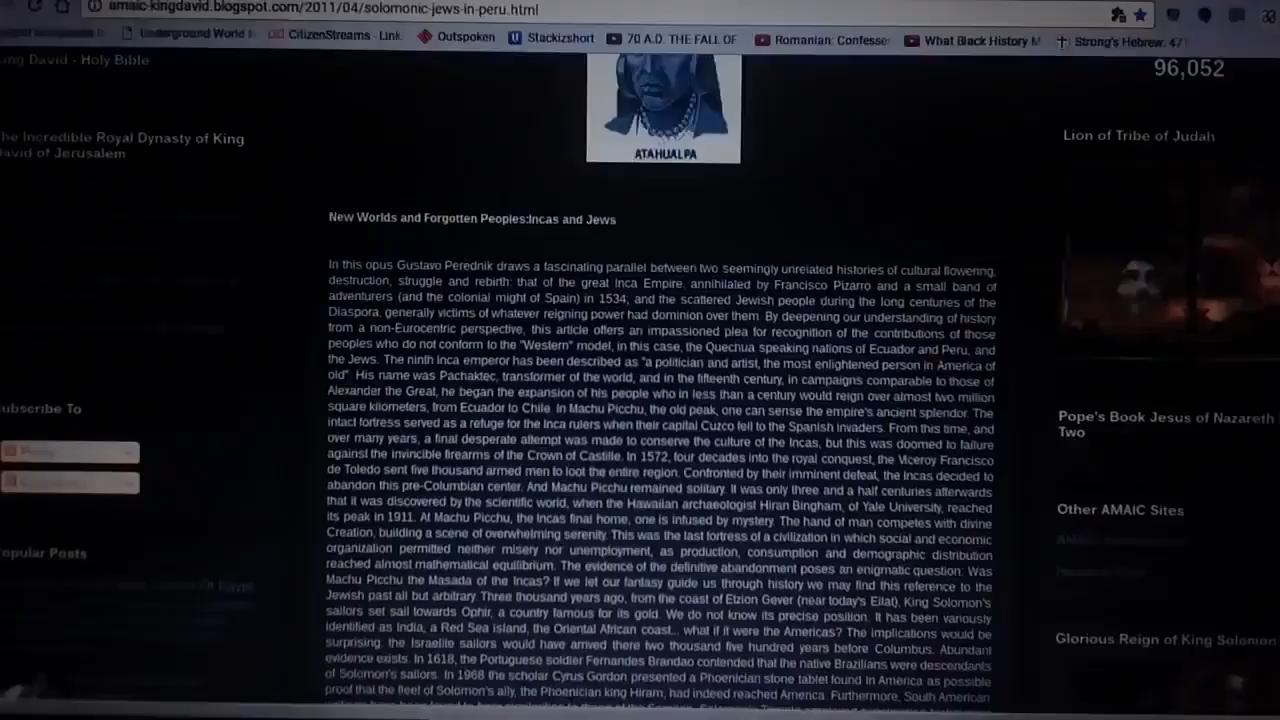 amaic-kingdavid.blogspot.com/2011/04/solomonic-jews-in-peru.html
Underground World
CitizenStreams - Link.
Outspoken
Stackizshort
70 A.D. THE FALL OF
Romanian: Confesse
What Black History M
Strong's Hebrew: 47
ing David - Holy Bible
96,052
he Incredible Royal Dynasty of King
avid of Jerusalem
Lion of Tribe of Judah
ATAHUALPA
New Worlds and Forgotten Peoples:Incas and Jews
In this opus Gustavo Perednik draws a fascinating parallel between two seemingly unrelated histories of cultural flowering,
destruction, struggle and rebirth: that of the great Inca Empire, annihilated by Francisco Pizarro and a small band of
adventurers (and the colonial might of Spain) in 1534; and the scattered Jewish people during the long centuries of the
Diaspora, generally victims of whatever reigning power had dominion over them. By deepening our understanding of history
from a non-Eurocentric perspective, this article offers an impassioned plea for recognition of the contributions of those
peoples who do not conform to the "Western" model, in this case, the Quechua speaking nations of Ecuador and Peru, and
the Jews. The ninth Inca emperor has been described as "a politician and artist, the most enlightened person in America of
old". His name was Pachaktec, transformer of the world, and in the fifteenth century, in campaigns comparable to those of
Alexander the Great, he began the expansion of his people who in less than a century would reign over almost two million
square kilometers, from Ecuador to Chile. In Machu Picchu, the old peak, one can sense the empire's ancient splendor. The
intact fortress served as a refuge for the Inca rulers when their capital Cuzco fell to the Spanish invaders. From this time, and
over many years, a final desperate attempt was made to conserve the culture of the Incas, but this was doomed to failure
against the invincible firearms of the Crown of Castille. In 1572, four decades into the royal conquest, the Viceroy Francisco
de Toledo sent five thousand armed men to loot the entire region. Confronted by their imminent defeat, the Incas decided to
abandon this pre-Columbian center. And Machu Picchu remained solitary. It was only three and a half centuries afterwards
that it was discovered by the scientific world, when the Hawaiian archaeologist Hiran Bingham, of Yale University, reached
its peak in 1911. At Machu Picchu, the Incas final home, one is infused by mystery. The hand of man competes with divine
Creation, building a scene of overwhelming serenity. This was the last fortress of a civilization in which social and economic
organization permitted neither misery nor unemployment, as production, consumption and demographic distribution
reached almost mathematical equilibrium. The evidence of the definitive abandonment poses an enigmatic question: Was
Machu Picchu the Masada of the Incas? If we let our fantasy guide us through history we may find this reference to the
Jewish past all but arbitrary. Three thousand years ago, from the coast of Etzion Gever (near today's Eilat), King Solomon's
sailors set sail towards Ophir, a country famous for its gold. We do not know its precise position. It has been variously
identified as India, a Red Sea island, the Oriental African coast... what if it were the Americas? The implications would be
surprising: the Israelite sailors would have arrived there two thousand five hundred years before Columbus. Abundant
evidence exists. In 1618, the Portuguese soldier Fernandes Brandao contended that the native Brazilians were descendants
of Solomon's sailors. In 1968 the scholar Cyrus Gordon presented a Phoenician stone tablet found in America as possible
proof that the fleet of Solomon's ally, the Phoenician king Hiram, had indeed reached America. Furthermore, South American
ubscribe To
opular Posts
Pope's Book Jesus of Nazareth
Two
Other AMAIC Sites
Glorious Reign of King Solomon